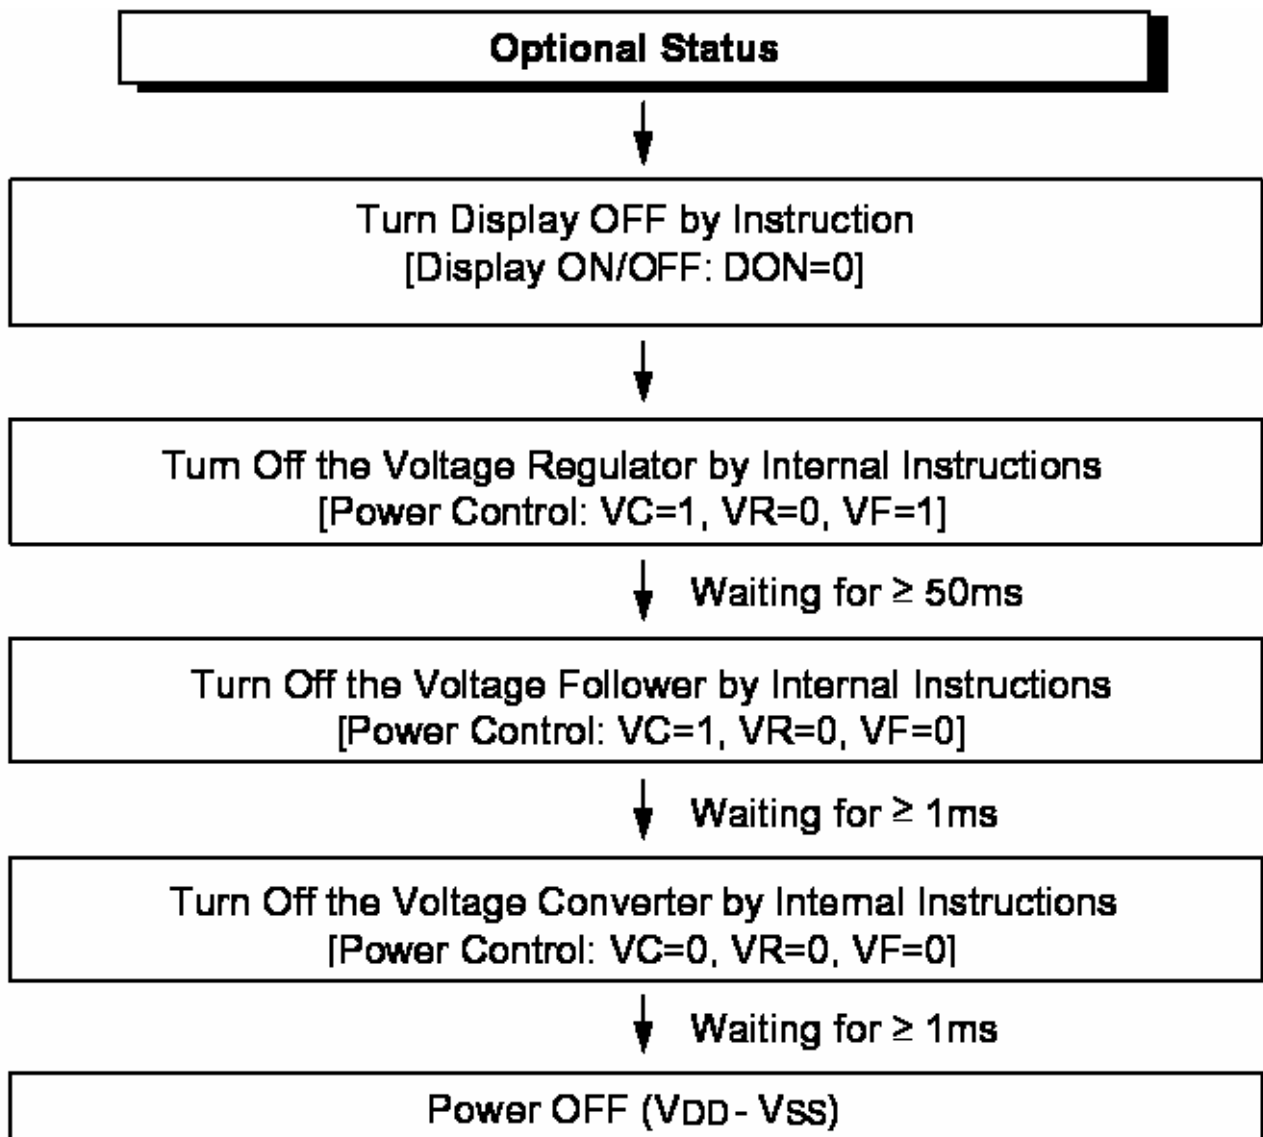 Optional Status
Turn Display OFF by Instruction
[Display ON/OFF: DON=0]
Turn Off the Voltage Regulator by Internal Instructions
[Power Control: VC=1, VR=0, VF=1]
Waiting for ≥ 50ms
Turn Off the Voltage Follower by Internal Instructions
[Power Control: VC=1, VR=0, VF=0]
Waiting for ≥ 1ms
Turn Off the Voltage Converter by Internal Instructions
[Power Control: VC=0, VR=0, VF=0]
Waiting for ≥ 1ms
Power OFF (VDD - VSS)